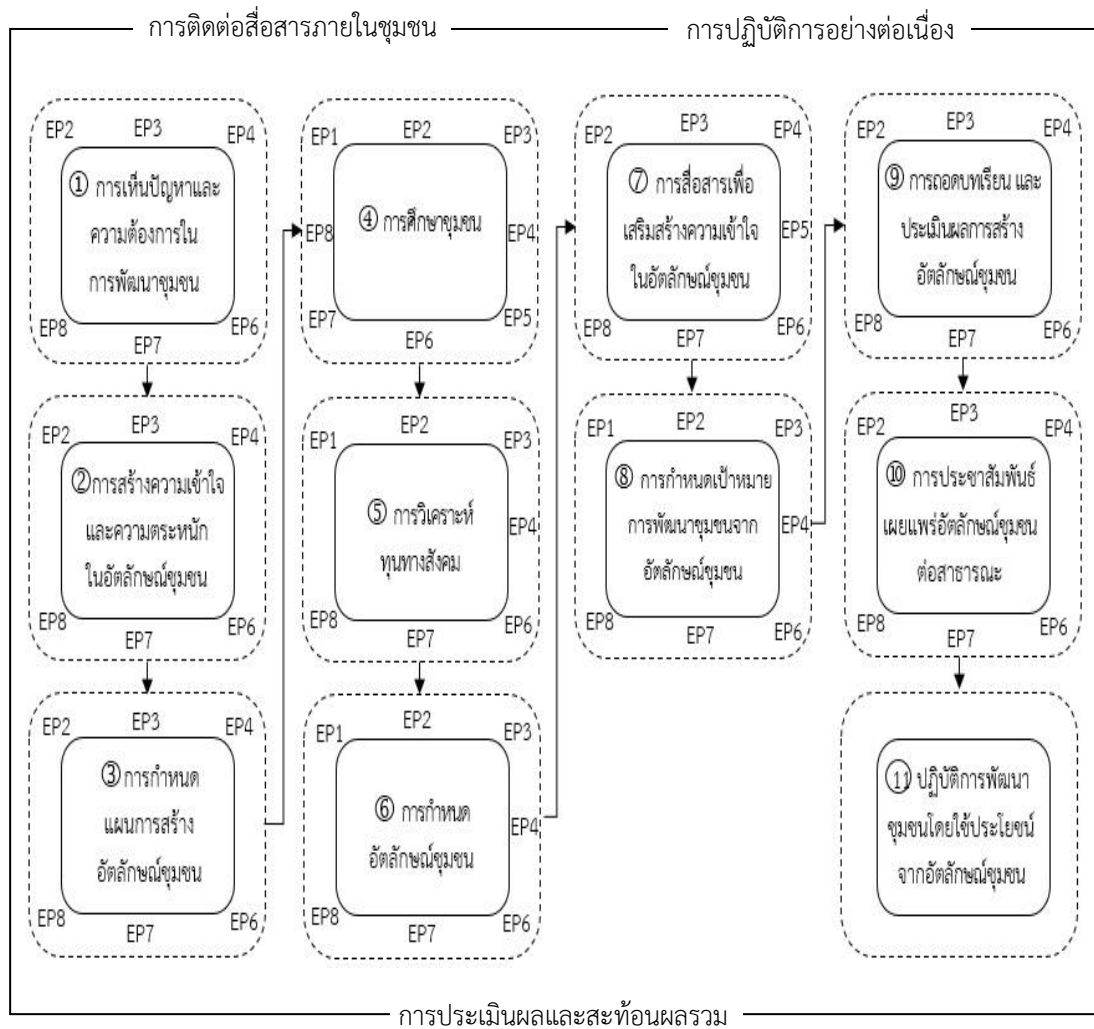 การติดต่อสื่อสารภายในชุมชน
การปฏิบัติการอย่างต่อเนื่อง
EP2 EP3 EP4
① การเห็นปัญหาและ
ความต้องการใน
การพัฒนาชุมชน
EP8 EP7 EP6
EP2 EP3 EP4
②การสร้างความเข้าใจ
และความตระหนัก
ในอัตลักษณ์ชุมชน
EP8 EP7 EP6
EP2 EP3 EP4
③ การกำหนด
แผนการสร้าง
อัตลักษณ์ชุมชน
EP8 EP7 EP6
EP1 EP2 EP3
④ การศึกษาชุมชน
EP8 EP4
EP7 EP6 EP5
EP1 EP2 EP3
⑤ การวิเคราะห์
EP4
ทุนทางสังคม
EP8 EP7 EP6
EP1 EP2 EP3
⑥ การกำหนด
EP4
อัตลักษณ์ชุมชน
EP8 EP7 EP6
EP2 EP3 EP4
⑦ การสื่อสารเพื่อ
เสริมสร้างความเข้าใจ EP5
ในอัตลักษณ์ชุมชน
EP8 EP7 EP6
EP1 EP2 EP3
⑧ การกำหนดเป้าหมาย
การพัฒนาชุมชนจาก EP4
อัตลักษณ์ชุมชน
EP8 EP7 EP6
EP2 EP3 EP4
⑨ การถอดบทเรียน และ
ประเมินผลการสร้าง
อัตลักษณ์ชุมชน
EP8 EP7 EP6
EP2 EP3 EP4
⑩ การประชาสัมพันธ์
เผยแพร่อัตลักษณ์ชุมชน
ต่อสาธารณะ
EP8 EP7 EP6
⑪ ปฏิบัติการพัฒนา
ชุมชนโดยใช้ประโยชน์
จากอัตลักษณ์ชุมชน
การประเมินผลและสะท้อนผลรวม